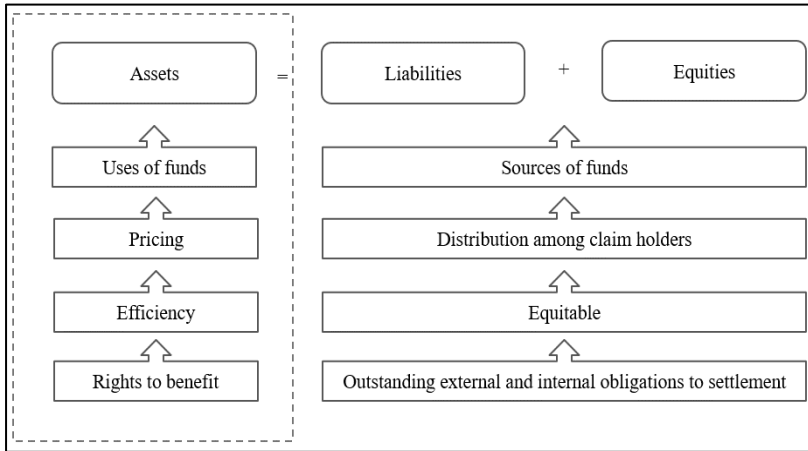 Assets = Liabilities + Equities
Uses of funds
Sources of funds
Pricing
Distribution among claim holders
Efficiency
Equitable
Rights to benefit
Outstanding external and internal obligations to settlement